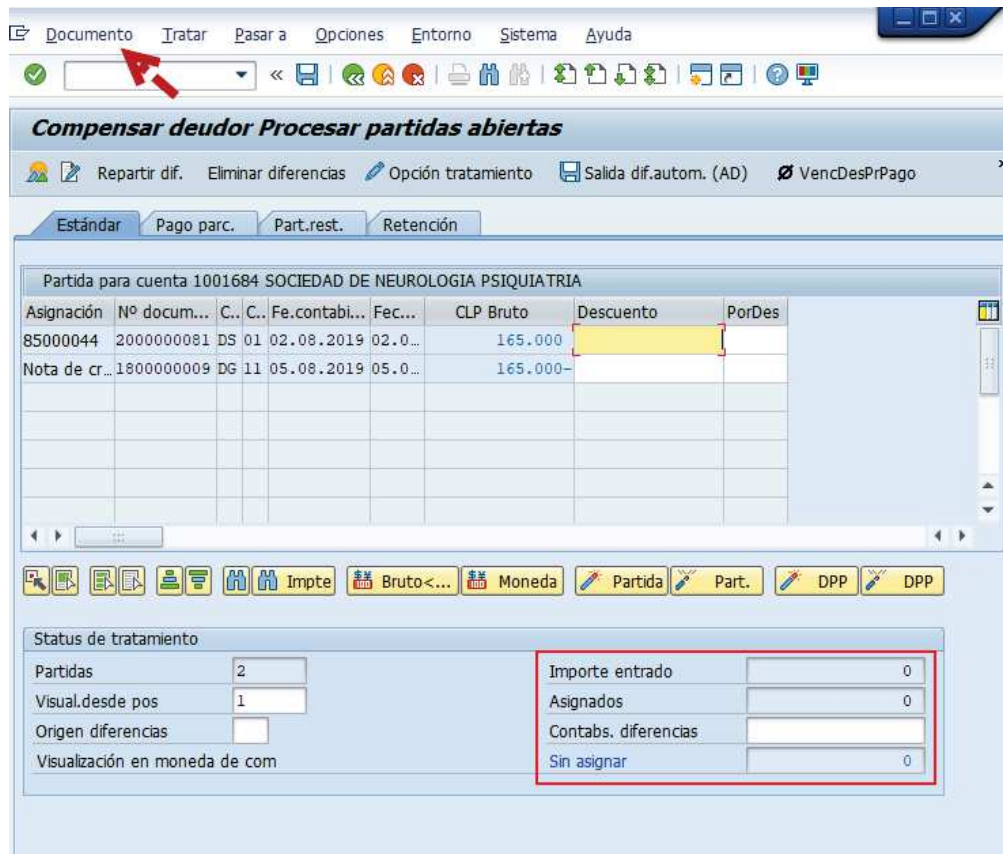 Documento Tratar Pasar a Opciones Entorno Sistema Ayuda
Compensar deudor Procesar partidas abiertas
Repartir dif. Eliminar diferencias Opción tratamiento Salida dif.autom. (AD) VencDesPrPago
Estándar Pago parc. Part.rest. Retención
Partida para cuenta 1001684 SOCIEDAD DE NEUROLOGIA PSIQUIATRIA
Asignación Nº docum... C.. C.. Fe.contabi... Fec... CLP Bruto Descuento PorDes
85000044 2000000081 DS 01 02.08.2019 02.0… 165.000
Nota de cr… 1800000009 DG 11 05.08.2019 05.0… 165.000-
Impte Bruto<... Moneda Partida Part. DPP DPP
Status de tratamiento
Partidas 2 Importe entrado 0
Visual.desde pos 1 Asignados 0
Origen diferencias Contabs. diferencias
Visualización en moneda de com Sin asignar 0